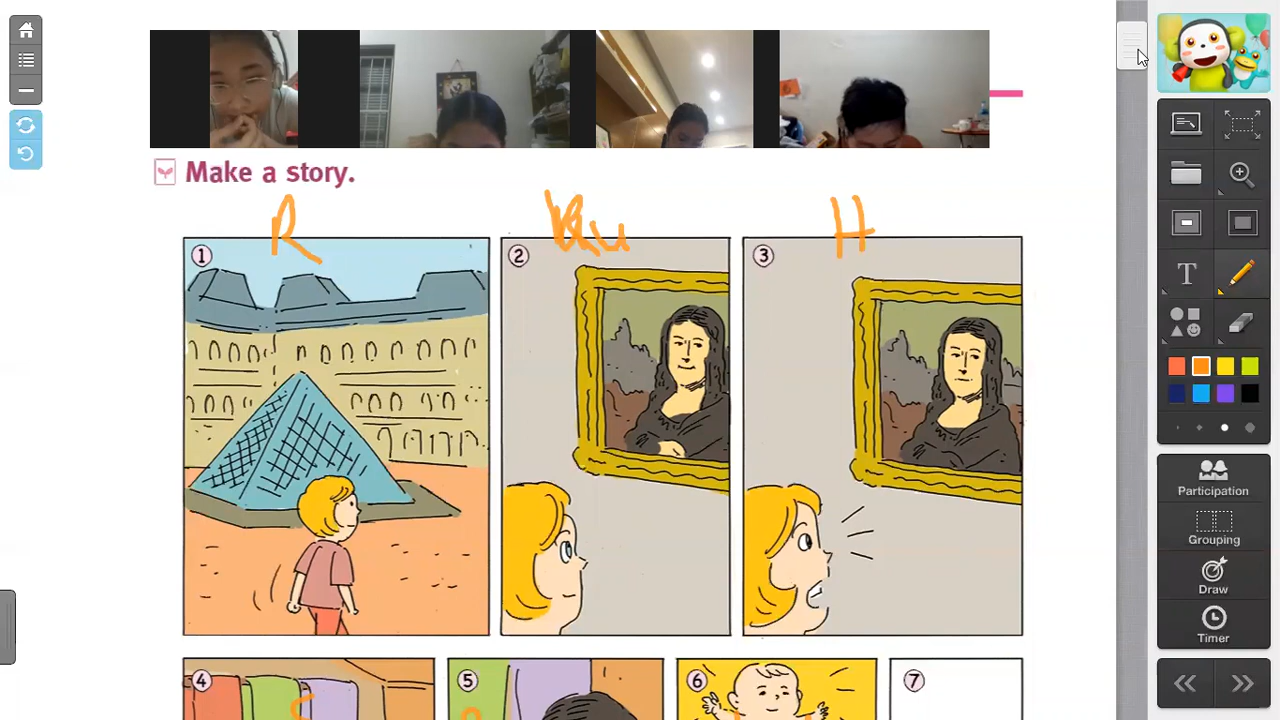 Make a story.
R
H
1
2
3
4
5
6
7
T
Participation
Grouping
Draw
Timer